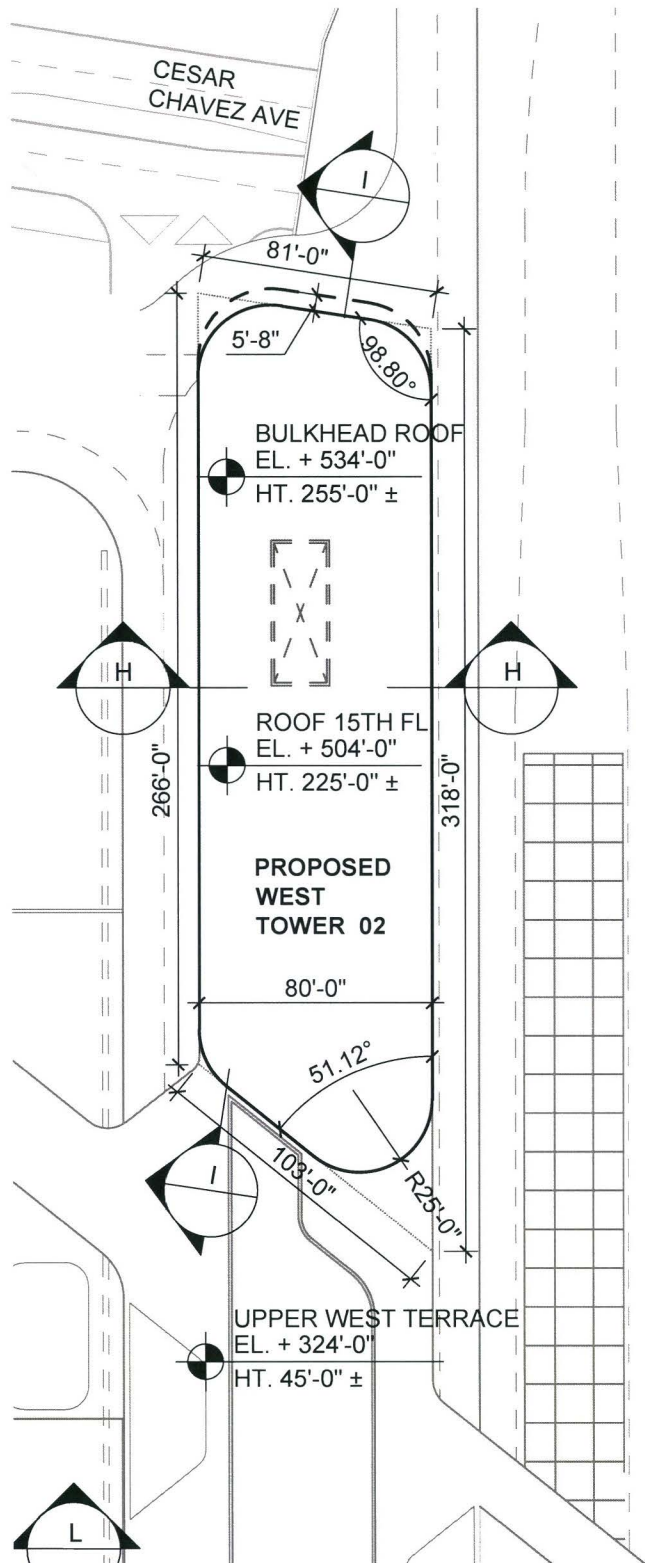 CESAR
CHAVEZ AVE
I
81'-0"
5'-8"
98.80°
BULKHEAD ROOF
EL. + 534'-0"
HT. 255'-0" ±
H
H
ROOF 15TH FL
EL. + 504'-0"
HT. 225'-0" ±
266'-0"
318'-0"
PROPOSED
WEST
TOWER 02
80'-0"
51.12°
103'-0"
I
R25'-0"
UPPER WEST TERRACE
EL. + 324'-0"
HT. 45'-0" ±
L